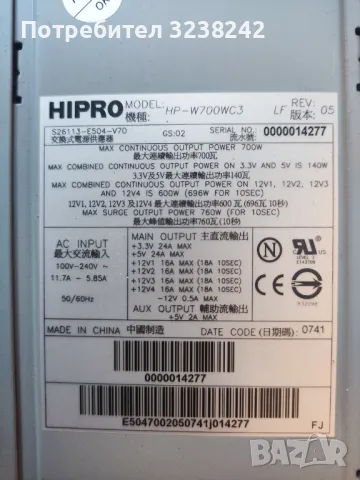 Потребител 3238242
HIPRO
MODEL: HP-W700WC3 LF REV: 05
機種: 版本:
S26113-E504-V70 GS:02 SERIAL NO.: 0000014277
交換式電源供應器 流水號:
MAX CONTINUOUS OUTPUT POWER 700W
最大連續輸出功率700瓦
MAX COMBINED CONTINUOUS OUTPUT POWER ON 3.3V AND 5V IS 140W
3.3V及5V最大連續輸出功率140瓦
MAX COMBINED CONTINUOUS OUTPUT POWER ON 12V1, 12V2, 12V3
AND 12V4 IS 600W (696W FOR 10SEC)
12V1, 12V2, 12V3 及12V4 最大連續輸出功率600 瓦 (696瓦10秒)
MAX SURGE OUTPUT POWER 760W (FOR 10SEC)
最大峰值輸出功率760瓦(10秒)
AC INPUT
最大交流輸入
100V-240V ~
11.7A - 5.85A
50/60Hz
MAIN OUTPUT 主直流輸出
+3.3V 24A MAX
+5V 24A MAX
+12V1 16A MAX (18A 10SEC)
+12V2 16A MAX (18A 10SEC)
+12V3 16A MAX (18A 10SEC)
+12V4 16A MAX (18A 10SEC)
-12V 0.5A MAX
AUX OUTPUT 輔助流輸出
+5V 2A MAX
MADE IN CHINA 中國制造 DATE CODE (日期碼): 0741
0000014277
E5047002050741j014277
FJ
bazar